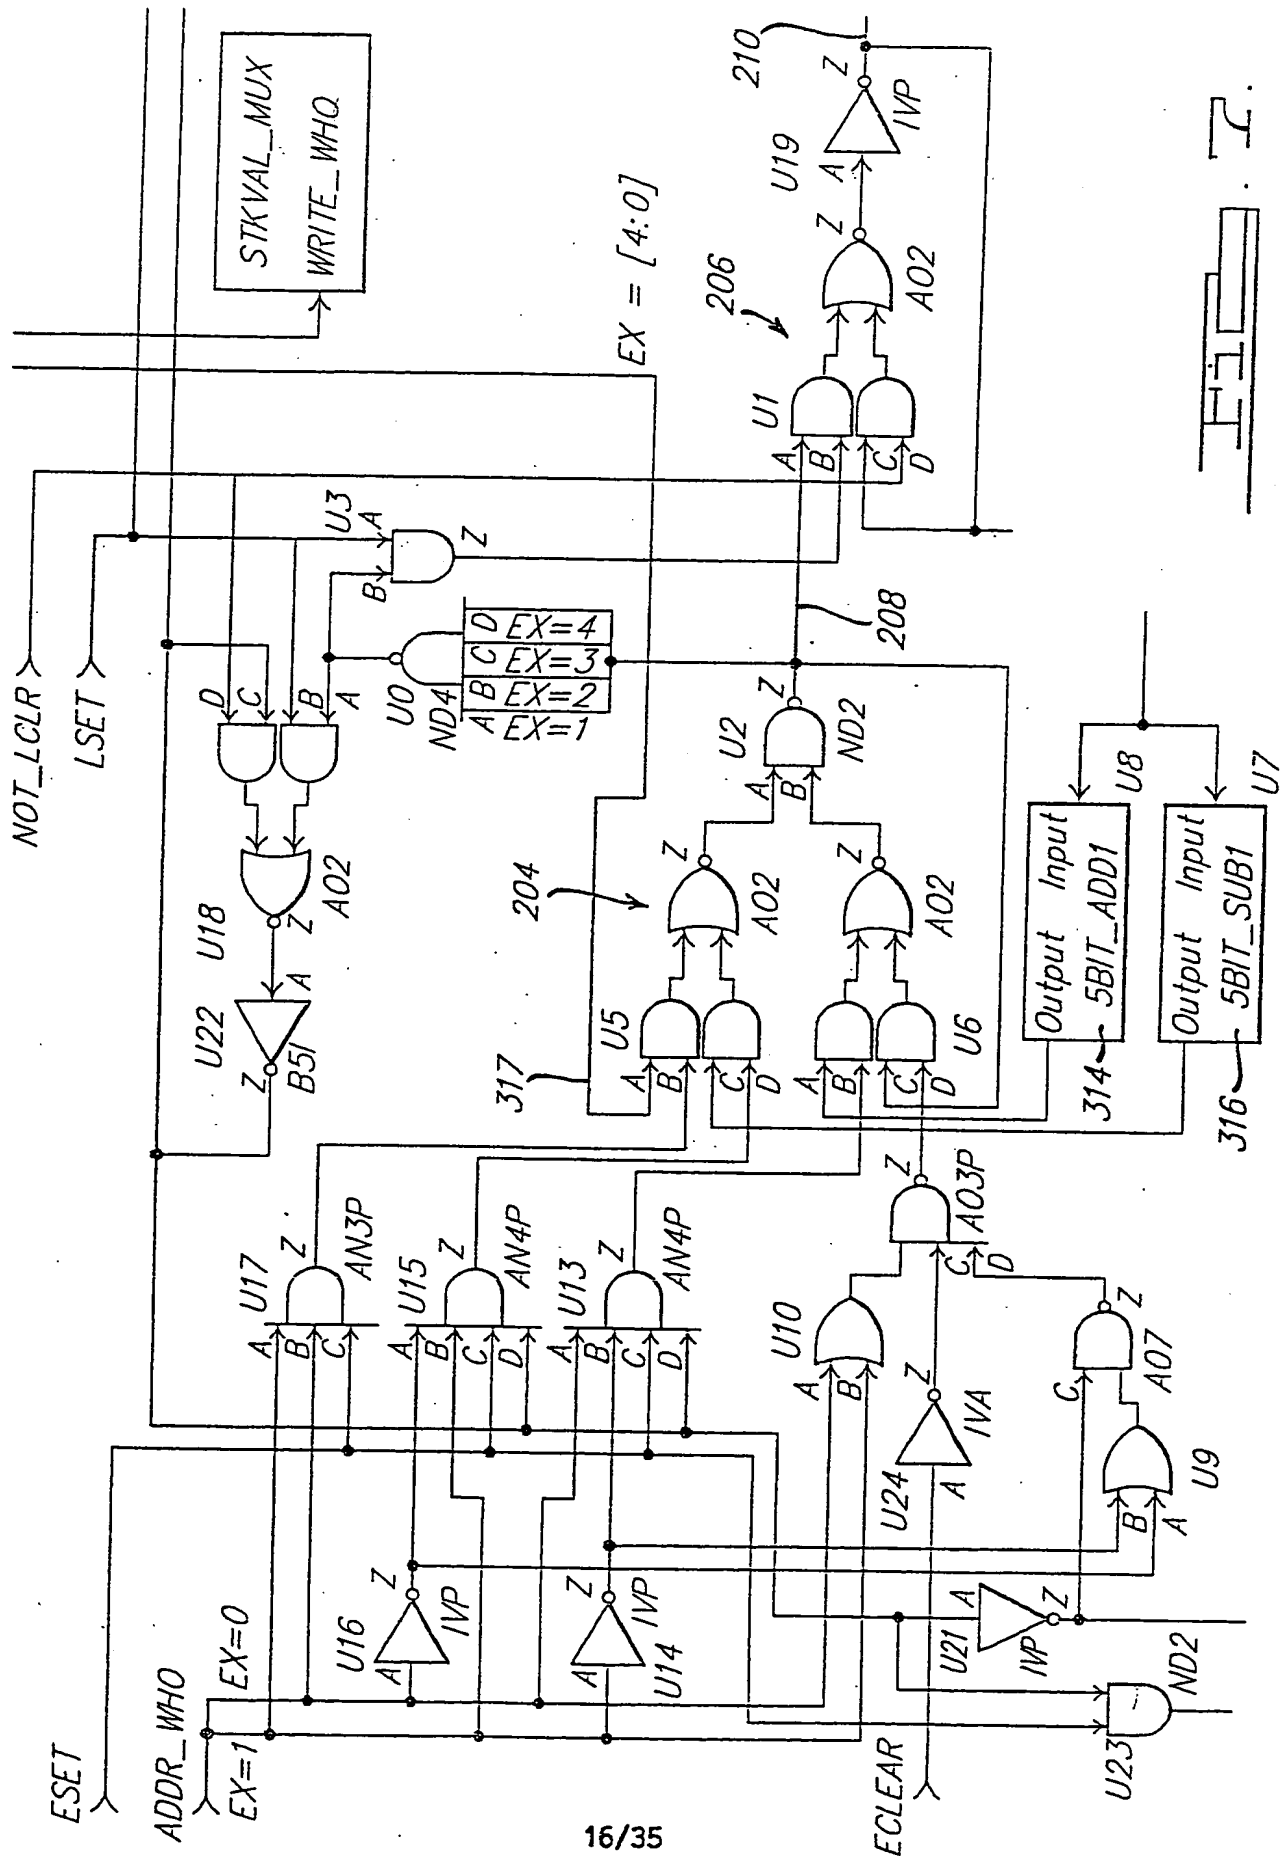 ESET
ADDR_WHO
EX=1
EX=0
ECLEAR
NOT_LCLR
LSET
STKVAL_MUX
WRITE_WHQ
U17
A
B
C
Z
AN3P
U15
A
B
C
D
Z
AN4P
U13
A
B
C
D
Z
AN4P
U16
A
Z
IVP
A
Z
IVP
U14
U22
Z
A
B5I
U18
Z
AO2
D
C
B
A
U0
ND4
A
B
C
D
EX=1
EX=2
EX=3
EX=4
U3
A
B
Z
EX = [4:0]
317
204
U5
A
B
C
D
Z
AO2
A
B
C
D
U6
Z
AO2
U2
A
B
Z
ND2
208
206
U1
A
B
C
D
Z
AO2
U19
A
Z
IVP
210
U10
A
B
C
D
Z
AO3P
U24
A
Z
IVA
U9
B
A
C
Z
AO7
U21
A
Z
IVP
U23
ND2
Output Input
314
5BIT_ADD1
U8
Output Input
316
5BIT_SUB1
U7
Fig. 7.
16/35